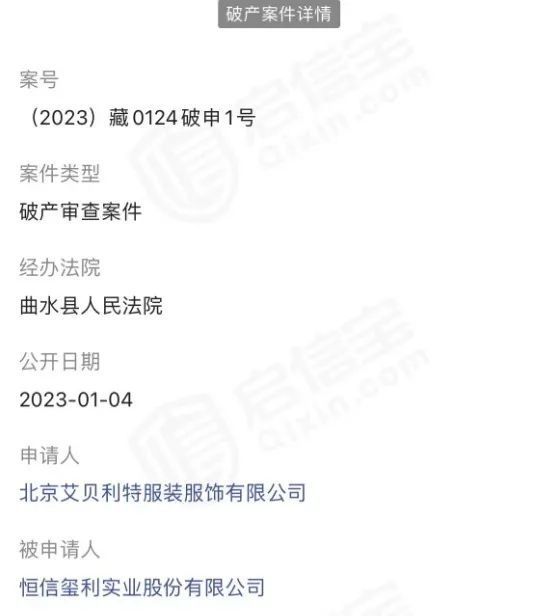 破产案件详情
案号
（2023）藏0124破申1号
案件类型
破产审查案件
经办法院
曲水县人民法院
公开日期
2023-01-04
申请人
北京艾贝利特服装服饰有限公司
被申请人
恒信玺利实业股份有限公司
启信宝
Qixin.com
启信宝
Qixin.com